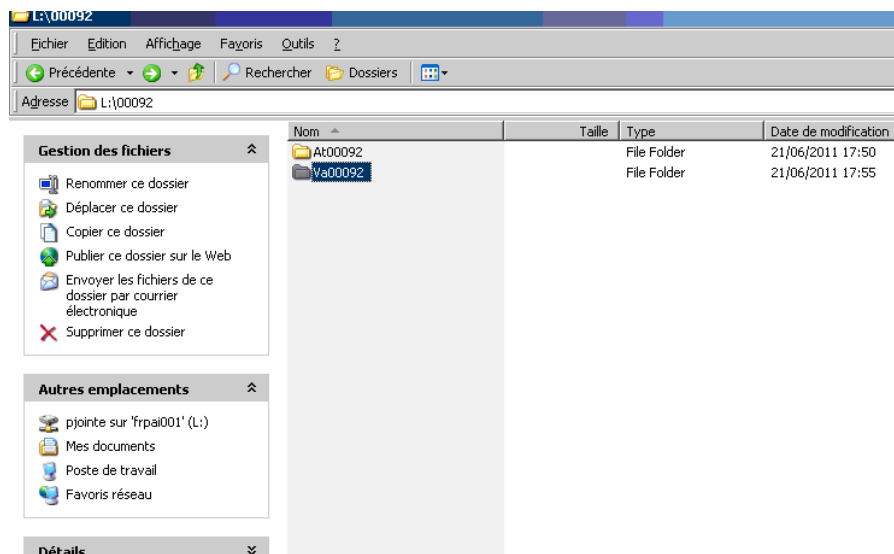 L:\00092
Fichier Edition Affichage Favoris Outils ?
Précédente Rechercher Dossiers
Adresse L:\00092
Nom Taille Type Date de modification
At00092 File Folder 21/06/2011 17:50
Va00092 File Folder 21/06/2011 17:55
Gestion des fichiers
Renommer ce dossier
Déplacer ce dossier
Copier ce dossier
Publier ce dossier sur le Web
Envoyer les fichiers de ce
dossier par courrier
électronique
Supprimer ce dossier
Autres emplacements
pjointe sur 'frpai001' (L:)
Mes documents
Poste de travail
Favoris réseau
Détails